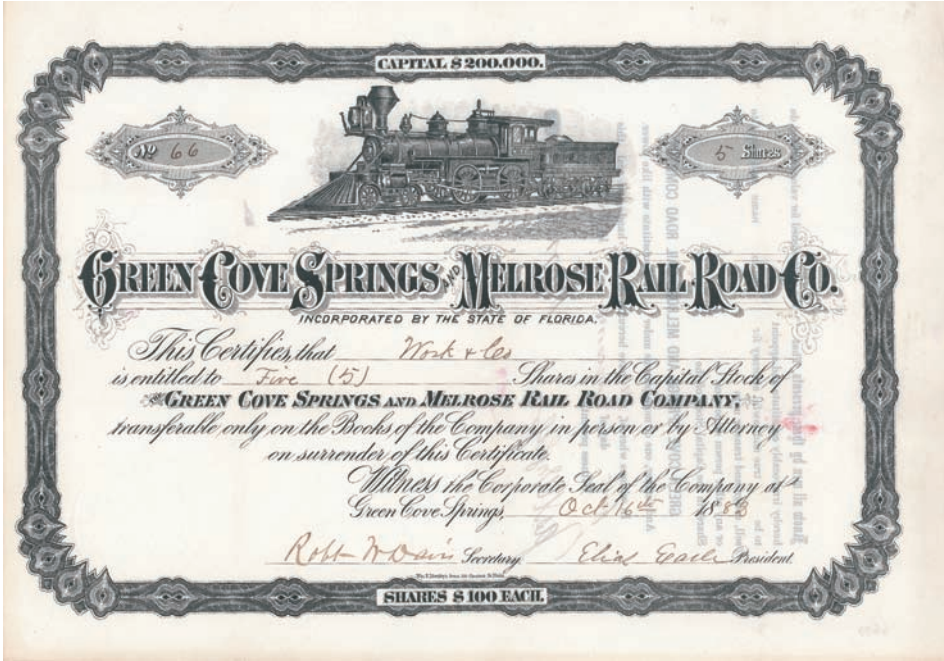 CAPITAL $200.000.
No 66
5 Shares
GREEN COVE SPRINGS AND MELROSE RAIL ROAD CO.
INCORPORATED BY THE STATE OF FLORIDA.
This Certifies, that Work & Co
is entitled to Five (5) Shares in the Capital Stock of
GREEN COVE SPRINGS AND MELROSE RAIL ROAD COMPANY,
transferable only on the Books of the Company in person or by Attorney
on surrender of this Certificate.
Witness the Corporate Seal of the Company at
Green Cove Springs, Oct 16th 1883
Robt W Davis Secretary. Elias Earle President.
SHARES $100 EACH.